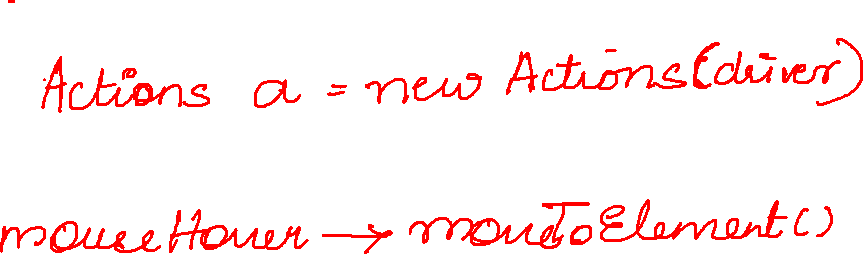 Actions a = new Actions(driver)
mouseHover → moveToElement()